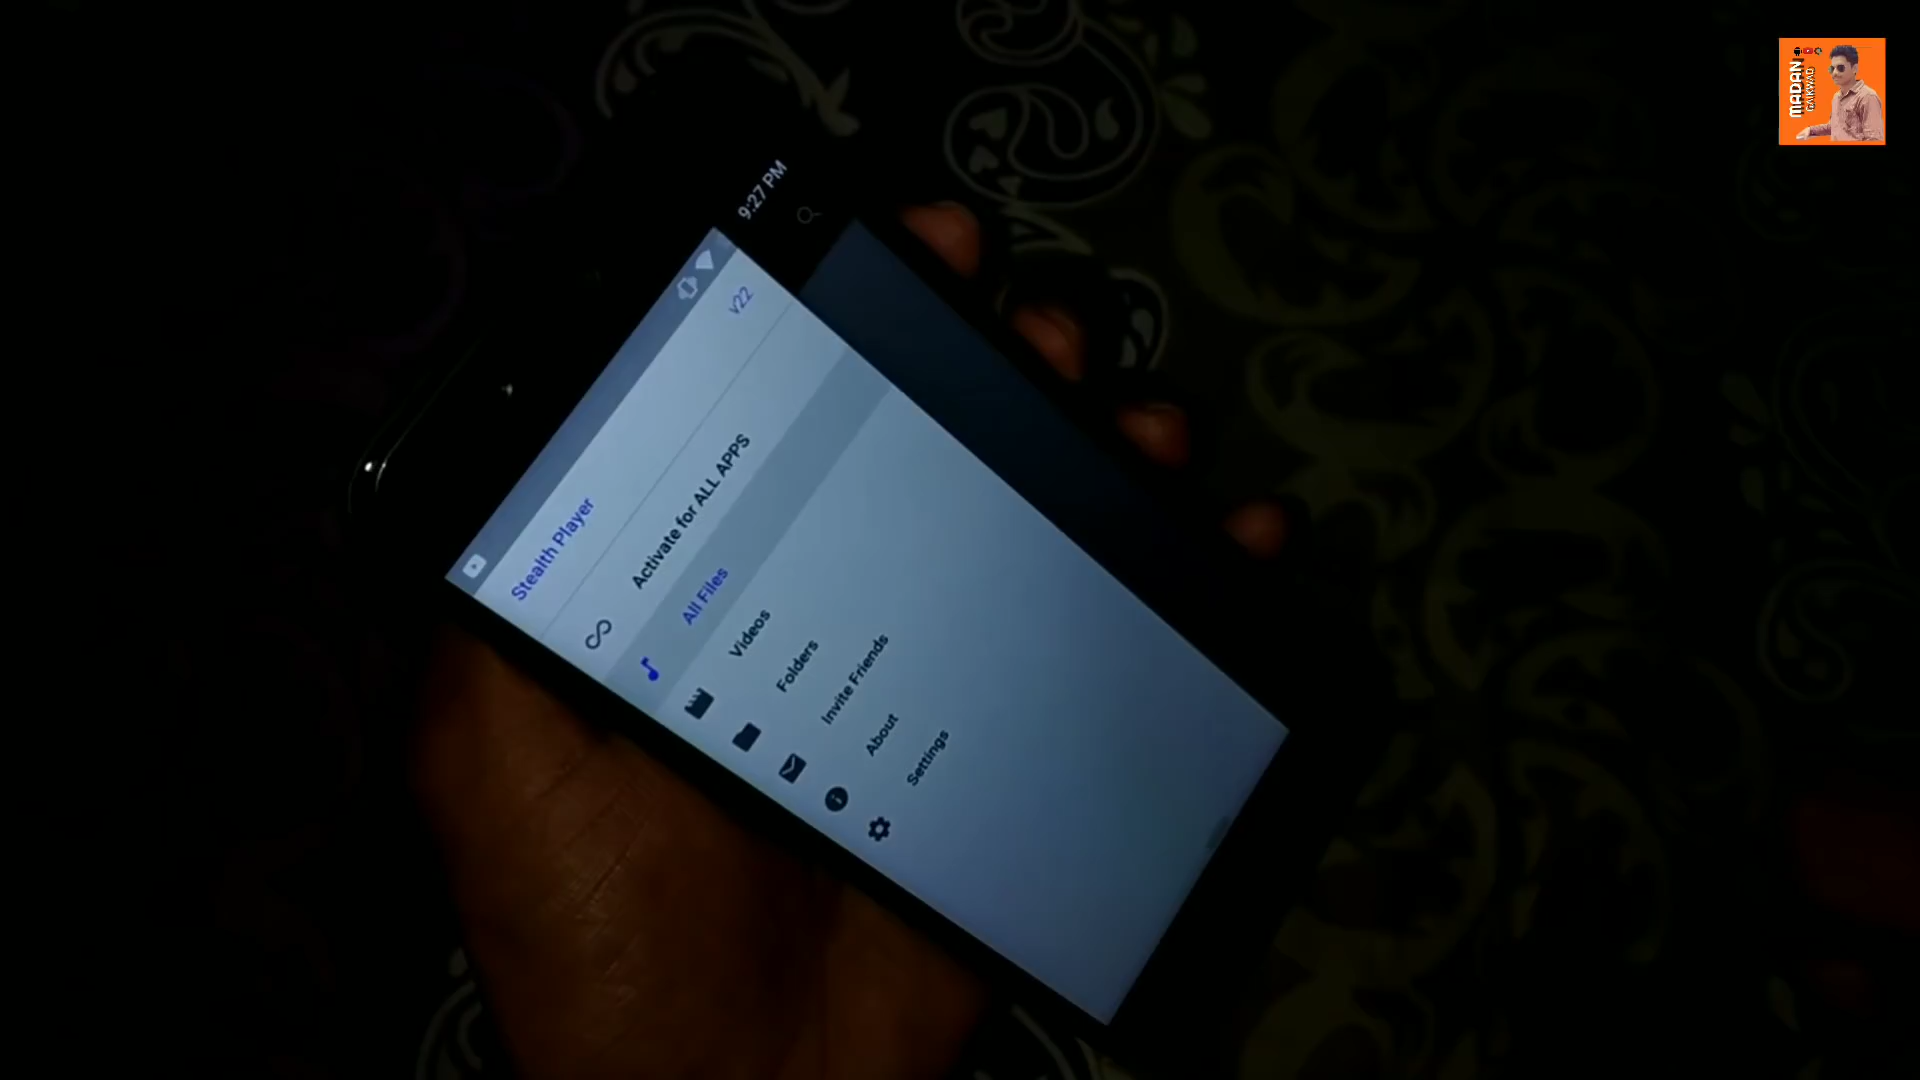 9:27 PM
Stealth Player
v22
Activate for ALL APPS
All Files
Videos
Folders
Invite Friends
About
Settings
MADAN
GAIKWAD